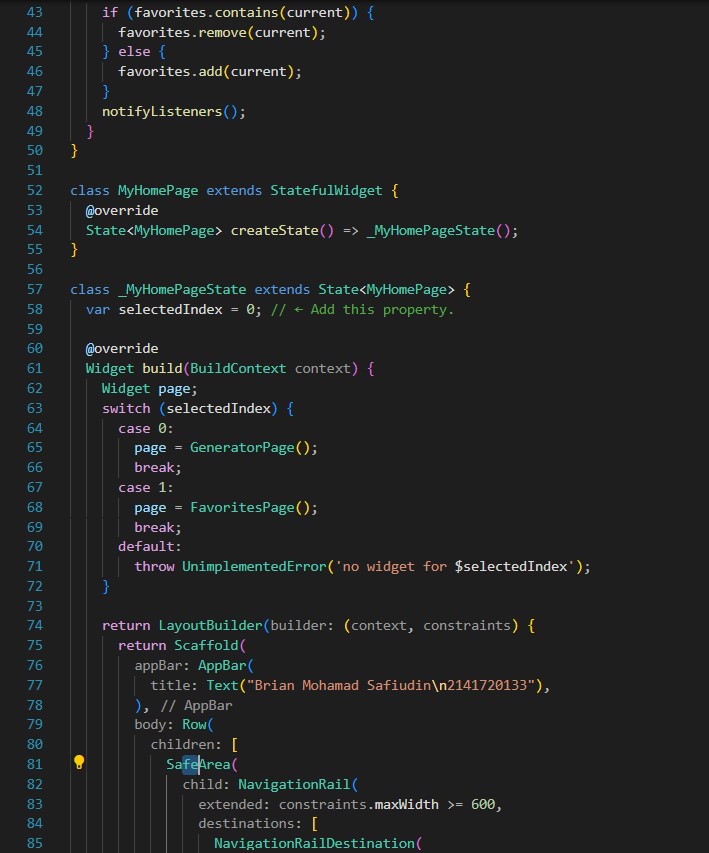 43 if (favorites.contains(current)) {
44 favorites.remove(current);
45 } else {
46 favorites.add(current);
47 }
48 notifyListeners();
49 }
50 }
51
52 class MyHomePage extends StatefulWidget {
53 @override
54 State<MyHomePage> createState() => _MyHomePageState();
55 }
56
57 class _MyHomePageState extends State<MyHomePage> {
58 var selectedIndex = 0; // ← Add this property.
59
60 @override
61 Widget build(BuildContext context) {
62 Widget page;
63 switch (selectedIndex) {
64 case 0:
65 page = GeneratorPage();
66 break;
67 case 1:
68 page = FavoritesPage();
69 break;
70 default:
71 throw UnimplementedError('no widget for $selectedIndex');
72 }
73
74 return LayoutBuilder(builder: (context, constraints) {
75 return Scaffold(
76 appBar: AppBar(
77 title: Text("Brian Mohamad Safiudin\n2141720133"),
78 ), // AppBar
79 body: Row(
80 children: [
81 SafeArea(
82 child: NavigationRail(
83 extended: constraints.maxWidth >= 600,
84 destinations: [
85 NavigationRailDestination(